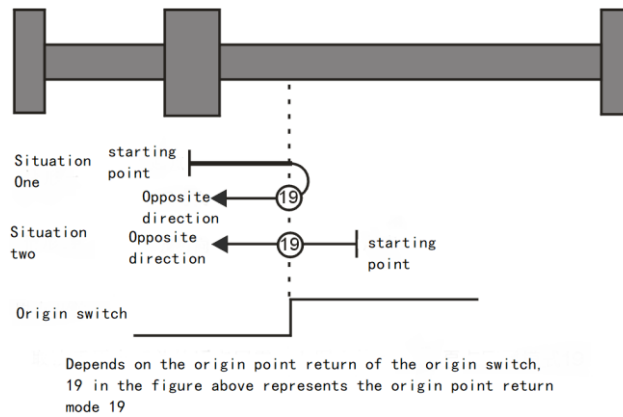 Situation
One
starting
point
Opposite
direction
19
Situation
two
Opposite
direction
19
starting
point
Origin switch
Depends on the origin point return of the origin switch,
19 in the figure above represents the origin point return
mode 19